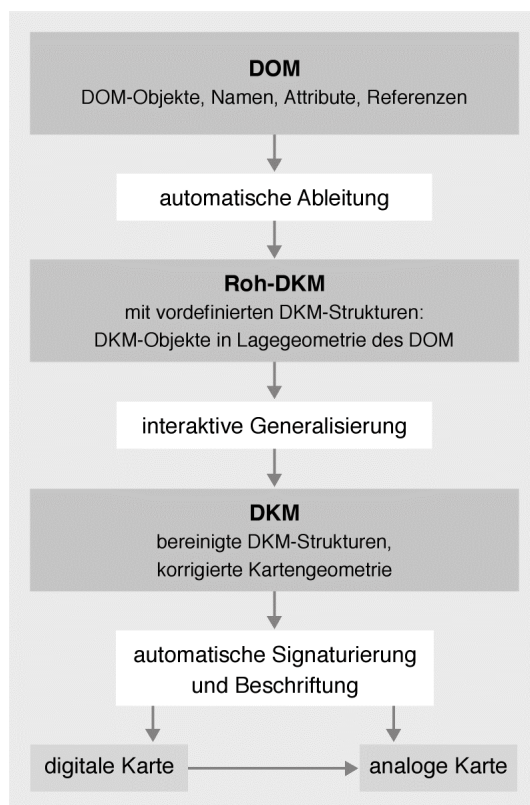 DOM
DOM-Objekte, Namen, Attribute, Referenzen
automatische Ableitung
Roh-DKM
mit vordefinierten DKM-Strukturen:
DKM-Objekte in Lagegeometrie des DOM
interaktive Generalisierung
DKM
bereinigte DKM-Strukturen,
korrigierte Kartengeometrie
automatische Signaturierung
und Beschriftung
digitale Karte
analoge Karte